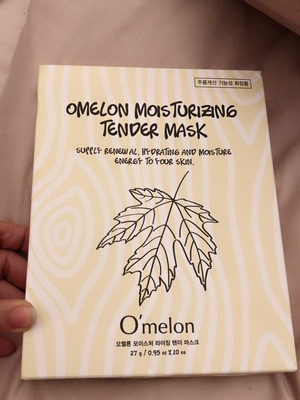 주름개선 기능성 화장품
OMELON MOISTURIZING
TENDER MASK
SUPPLY RENEWAL, HYDRATING AND MOISTURE
ENERGY TO YOUR SKIN.
O'melon
오멜론 모이스처 라이징 텐더 마스크
27 g / 0.95 oz X 10 ea